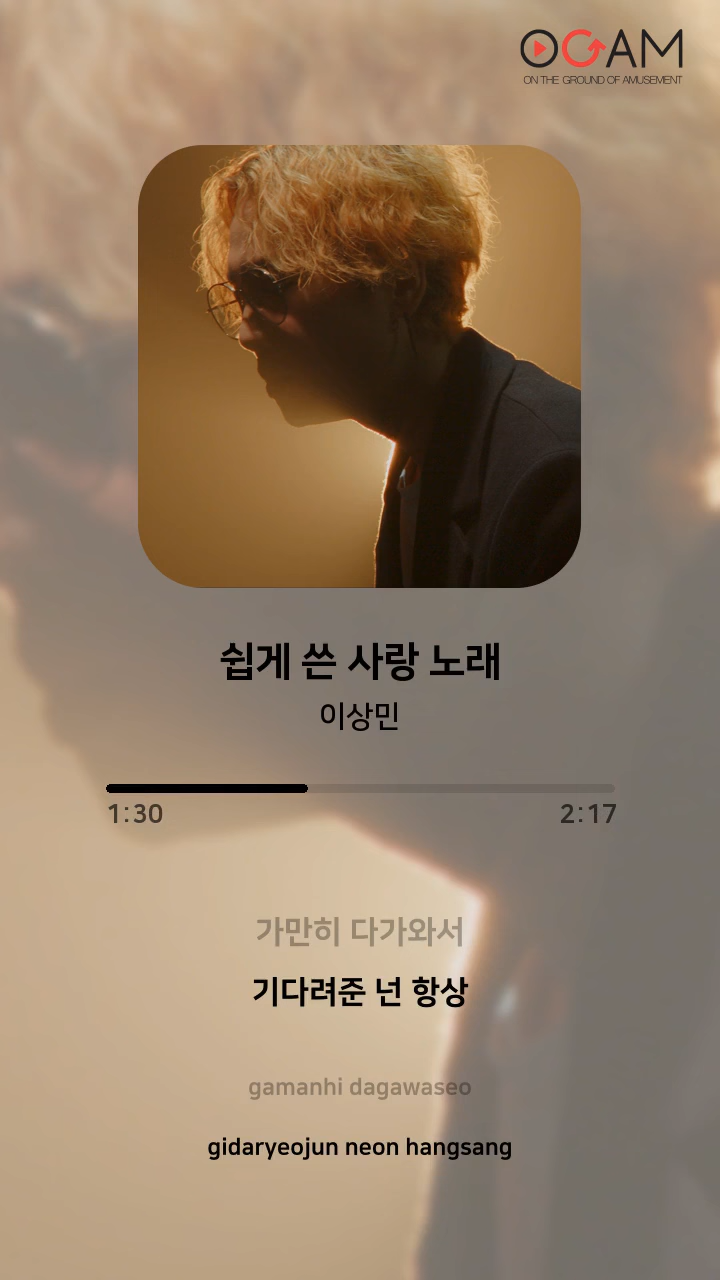 OGAM
ON THE GROUND OF AMUSEMENT
쉽게 쓴 사랑 노래
이상민
1:30
2:17
가만히 다가와서
기다려준 넌 항상
gamanhi dagawaseo
gidaryeojun neon hangsang